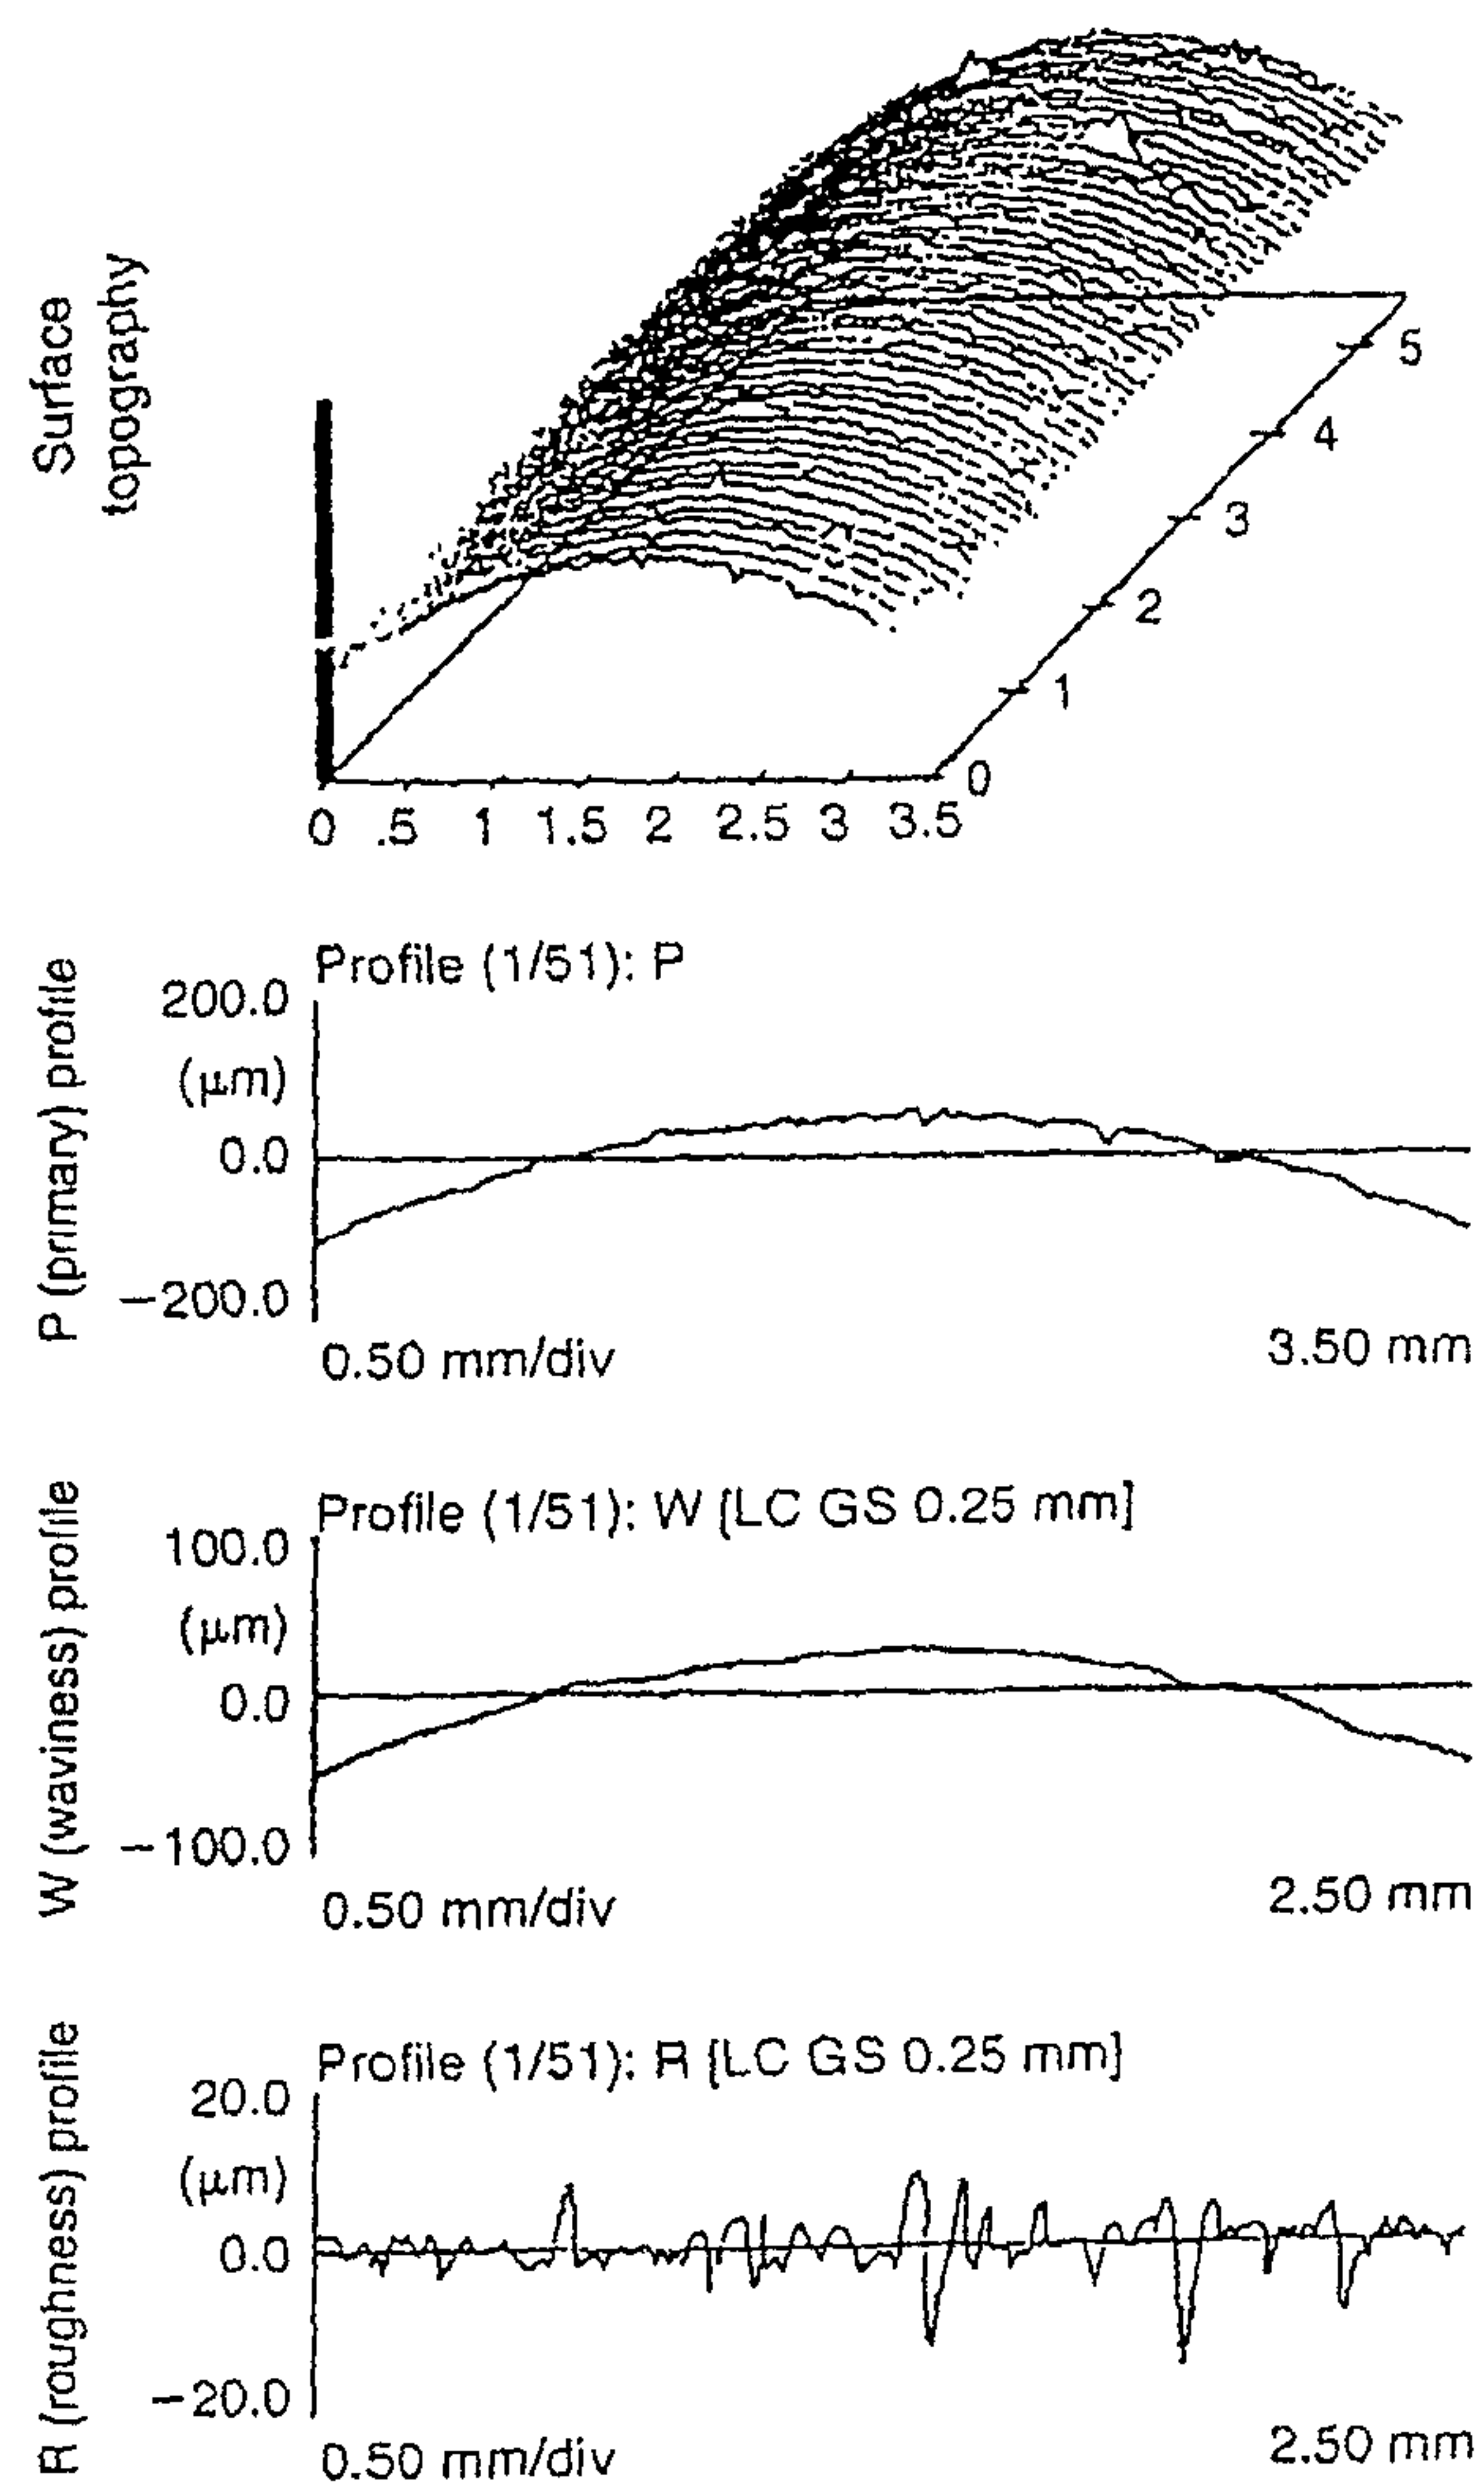 Surface
topography
5
4
3
2
1
0
0 .5 1 1.5 2 2.5 3 3.5
P (primary) profile
Profile (1/51): P
200.0
(μm)
0.0
−200.0
0.50 mm/div
3.50 mm
W (waviness) profile
Profile (1/51): W [LC GS 0.25 mm]
100.0
(μm)
0.0
−100.0
0.50 mm/div
2.50 mm
R (roughness) profile
Profile (1/51): R [LC GS 0.25 mm]
20.0
(μm)
0.0
−20.0
0.50 mm/div
2.50 mm